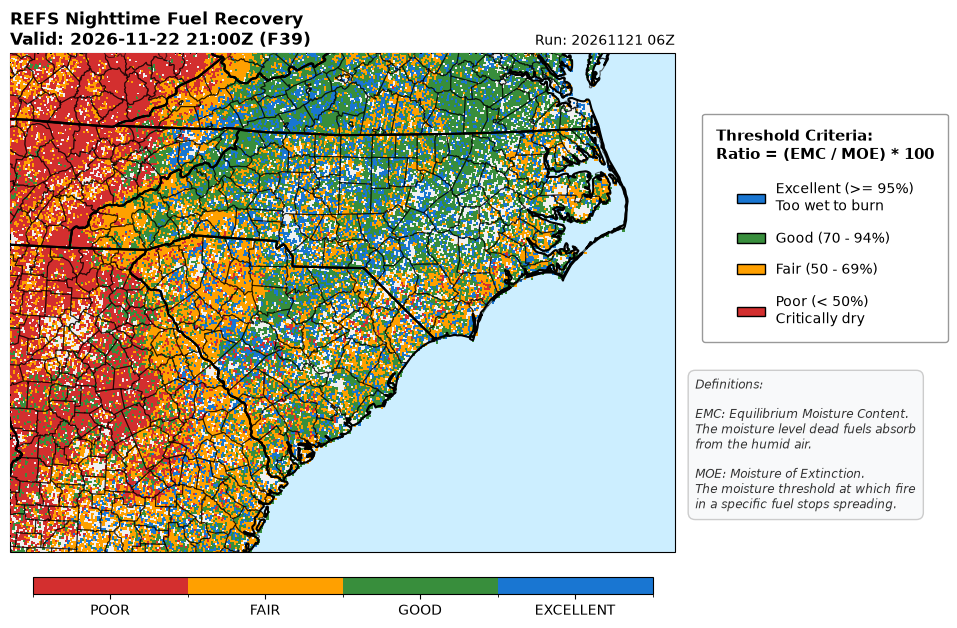 REFS Nighttime Fuel Recovery
Valid: 2026-11-22 21:00Z (F39)
Run: 20261121 06Z
Threshold Criteria:
Ratio = (EMC / MOE) * 100
Excellent (>= 95%)
Too wet to burn
Good (70 - 94%)
Fair (50 - 69%)
Poor (< 50%)
Critically dry
Definitions:
EMC: Equilibrium Moisture Content.
The moisture level dead fuels absorb
from the humid air.
MOE: Moisture of Extinction.
The moisture threshold at which fire
in a specific fuel stops spreading.
POOR FAIR GOOD EXCELLENT